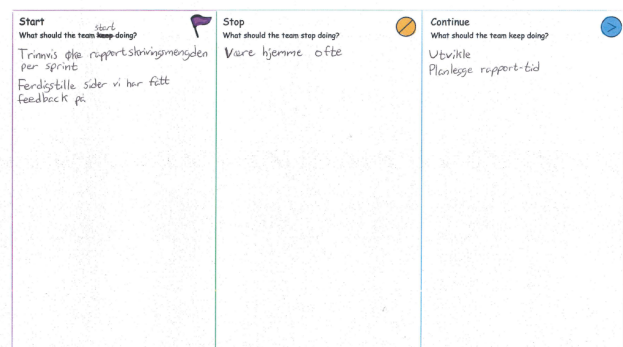 Start
start
What should the team keep doing?
Trinnvis øke rapportskrivingsmengden
per sprint
Ferdigstille sider vi har fått
feedback på
Stop
What should the team stop doing?
Være hjemme ofte
Continue
What should the team keep doing?
Utvikle
Planlegge rapport-tid